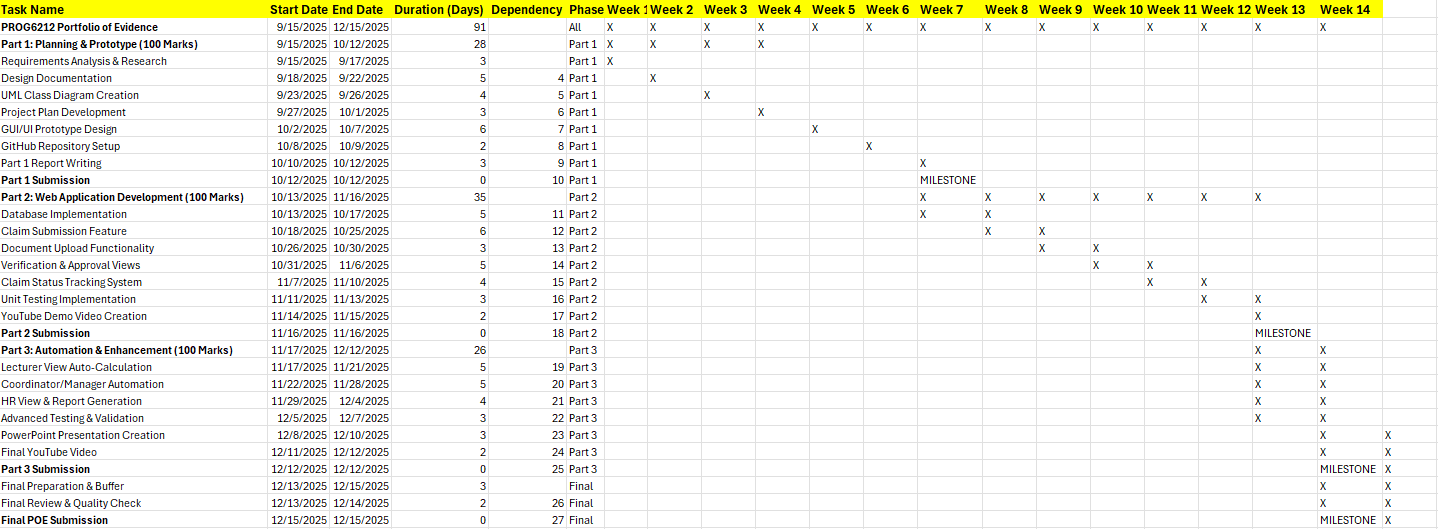 Task Name Start Date End Date Duration (Days) Dependency Phase Week 1 Week 2 Week 3 Week 4 Week 5 Week 6 Week 7 Week 8 Week 9 Week 10 Week 11 Week 12 Week 13 Week 14
PROG6212 Portfolio of Evidence 9/15/2025 12/15/2025 91 All X X X X X X X X X X X X X X
Part 1: Planning & Prototype (100 Marks) 9/15/2025 10/12/2025 28 Part 1 X X X X
Requirements Analysis & Research 9/15/2025 9/17/2025 3 Part 1 X
Design Documentation 9/18/2025 9/22/2025 5 4 Part 1 X
UML Class Diagram Creation 9/23/2025 9/26/2025 4 5 Part 1 X
Project Plan Development 9/27/2025 10/1/2025 3 6 Part 1 X
GUI/UI Prototype Design 10/2/2025 10/7/2025 6 7 Part 1 X
GitHub Repository Setup 10/8/2025 10/9/2025 2 8 Part 1 X
Part 1 Report Writing 10/10/2025 10/12/2025 3 9 Part 1 X
Part 1 Submission 10/12/2025 10/12/2025 0 10 Part 1 MILESTONE
Part 2: Web Application Development (100 Marks) 10/13/2025 11/16/2025 35 Part 2 X X X X X X X
Database Implementation 10/13/2025 10/17/2025 5 11 Part 2 X X
Claim Submission Feature 10/18/2025 10/25/2025 6 12 Part 2 X X
Document Upload Functionality 10/26/2025 10/30/2025 3 13 Part 2 X X
Verification & Approval Views 10/31/2025 11/6/2025 5 14 Part 2 X X
Claim Status Tracking System 11/7/2025 11/10/2025 4 15 Part 2 X X
Unit Testing Implementation 11/11/2025 11/13/2025 3 16 Part 2 X X
YouTube Demo Video Creation 11/14/2025 11/15/2025 2 17 Part 2 X
Part 2 Submission 11/16/2025 11/16/2025 0 18 Part 2 MILESTONE
Part 3: Automation & Enhancement (100 Marks) 11/17/2025 12/12/2025 26 Part 3 X X
Lecturer View Auto-Calculation 11/17/2025 11/21/2025 5 19 Part 3 X X
Coordinator/Manager Automation 11/22/2025 11/28/2025 5 20 Part 3 X X
HR View & Report Generation 11/29/2025 12/4/2025 4 21 Part 3 X X
Advanced Testing & Validation 12/5/2025 12/7/2025 3 22 Part 3 X X
PowerPoint Presentation Creation 12/8/2025 12/10/2025 3 23 Part 3 X X
Final YouTube Video 12/11/2025 12/12/2025 2 24 Part 3 X X
Part 3 Submission 12/12/2025 12/12/2025 0 25 Part 3 MILESTONE X
Final Preparation & Buffer 12/13/2025 12/15/2025 3 Final X X
Final Review & Quality Check 12/13/2025 12/14/2025 2 26 Final X X
Final POE Submission 12/15/2025 12/15/2025 0 27 Final MILESTONE X